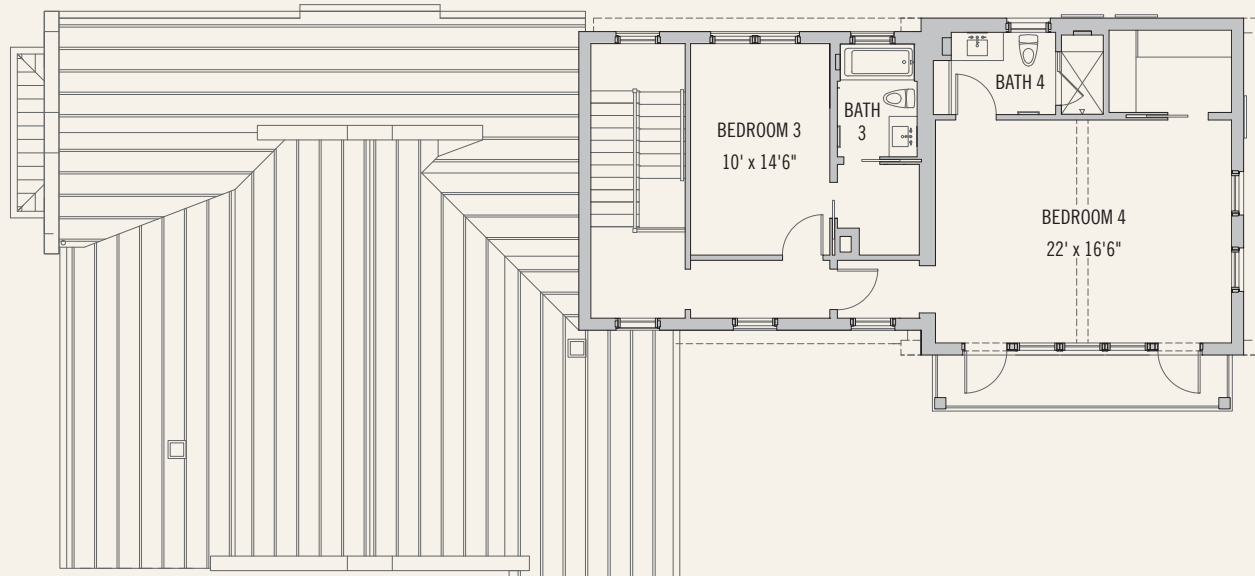 BATH 4
BATH
3
BEDROOM 3
10' x 14'6"
BEDROOM 4
22' x 16'6"